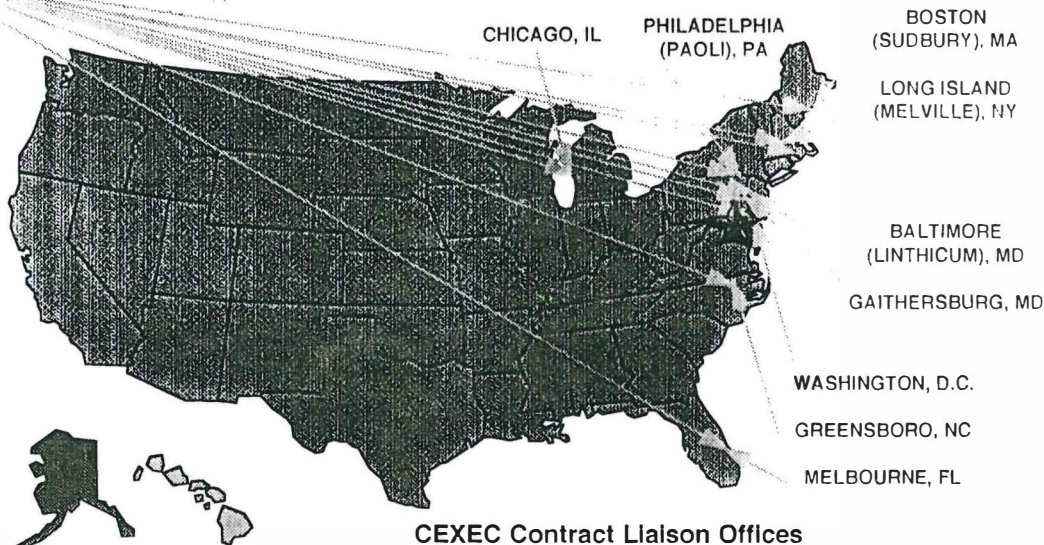 CHICAGO, IL
PHILADELPHIA
(PAOLI), PA
BOSTON
(SUDBURY), MA
LONG ISLAND
(MELVILLE), NY
BALTIMORE
(LINTHICUM), MD
GAITHERSBURG, MD
WASHINGTON, D.C.
GREENSBORO, NC
MELBOURNE, FL
CEXEC Contract Liaison Offices